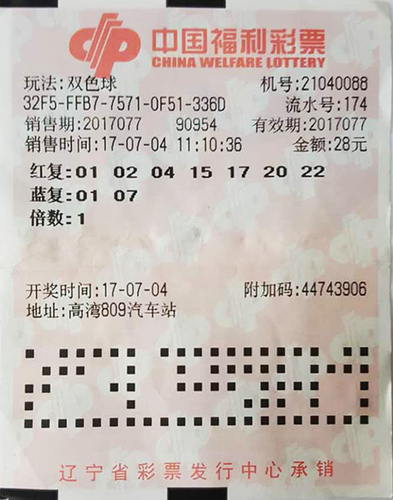 中国福利彩票
CHINA WELFARE LOTTERY
玩法:双色球 机号:21040088
32F5-FFB7-7571-0F51-336D 流水号:174
销售期:2017077 90954 有效期:2017077
销售时间:17-07-04 11:10:36 金额:28元
红复:01 02 04 15 17 20 22
蓝复:01 07
倍数:1
开奖时间:17-07-04 附加码:44743906
地址:高湾809汽车站
辽宁省彩票发行中心承销